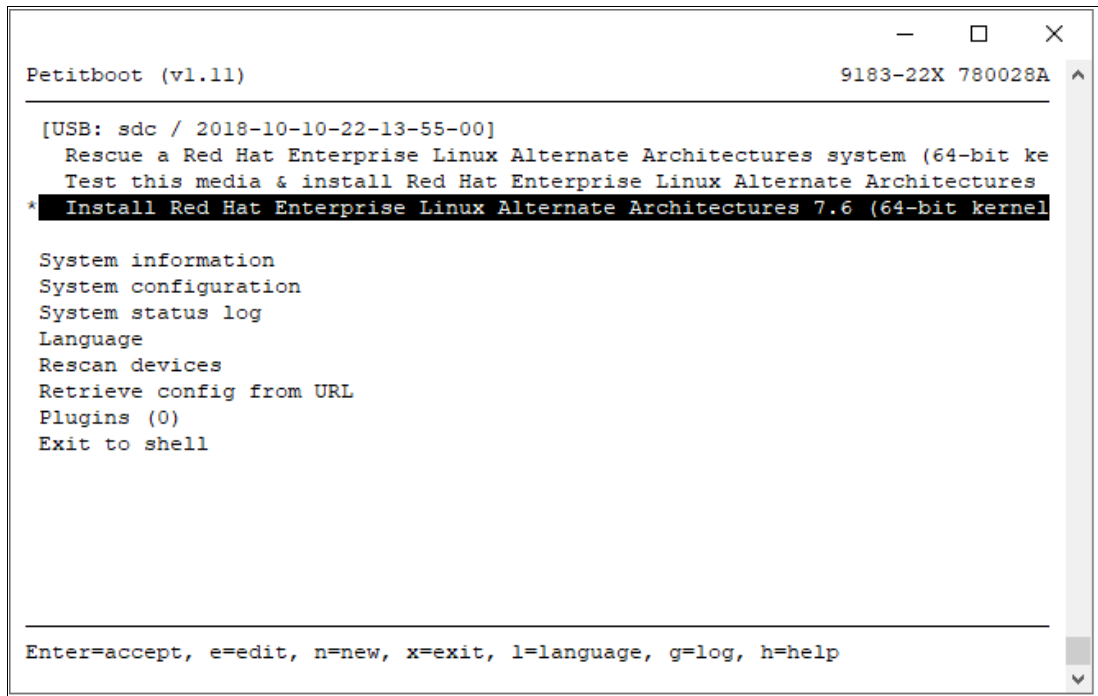 Petitboot (v1.11) 9183-22X 780028A
[USB: sdc / 2018-10-10-22-13-55-00]
Rescue a Red Hat Enterprise Linux Alternate Architectures system (64-bit ke
Test this media & install Red Hat Enterprise Linux Alternate Architectures
* Install Red Hat Enterprise Linux Alternate Architectures 7.6 (64-bit kernel
System information
System configuration
System status log
Language
Rescan devices
Retrieve config from URL
Plugins (0)
Exit to shell
Enter=accept, e=edit, n=new, x=exit, l=language, g=log, h=help